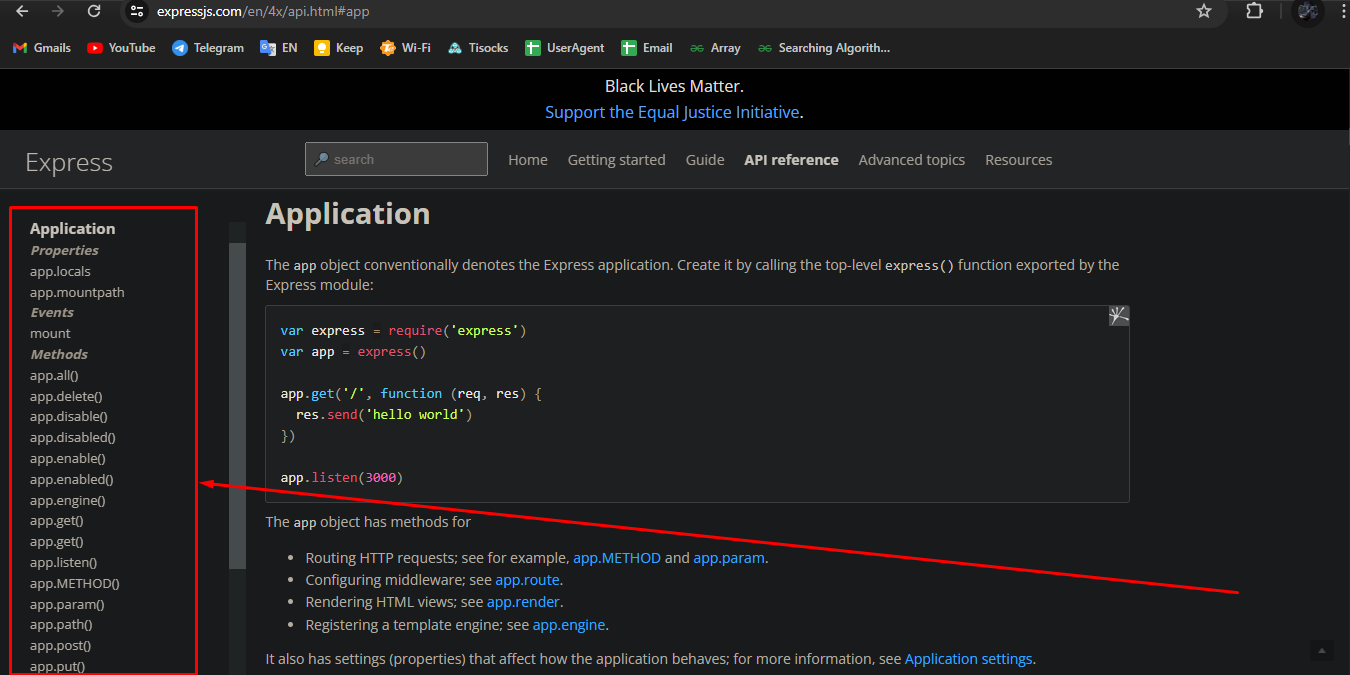 expressjs.com/en/4x/api.html#app
Gmails YouTube Telegram EN Keep Wi-Fi Tisocks UserAgent Email Array Searching Algorith...
Black Lives Matter.
Support the Equal Justice Initiative.
Express
search
Home Getting started Guide API reference Advanced topics Resources
Application
Properties
app.locals
app.mountpath
Events
mount
Methods
app.all()
app.delete()
app.disable()
app.disabled()
app.enable()
app.enabled()
app.engine()
app.get()
app.get()
app.listen()
app.METHOD()
app.param()
app.path()
app.post()
app.put()
Application
The app object conventionally denotes the Express application. Create it by calling the top-level express() function exported by the
Express module:
var express = require('express')
var app = express()
app.get('/', function (req, res) {
  res.send('hello world')
})
app.listen(3000)
The app object has methods for
• Routing HTTP requests; see for example, app.METHOD and app.param.
• Configuring middleware; see app.route.
• Rendering HTML views; see app.render.
• Registering a template engine; see app.engine.
It also has settings (properties) that affect how the application behaves; for more information, see Application settings.